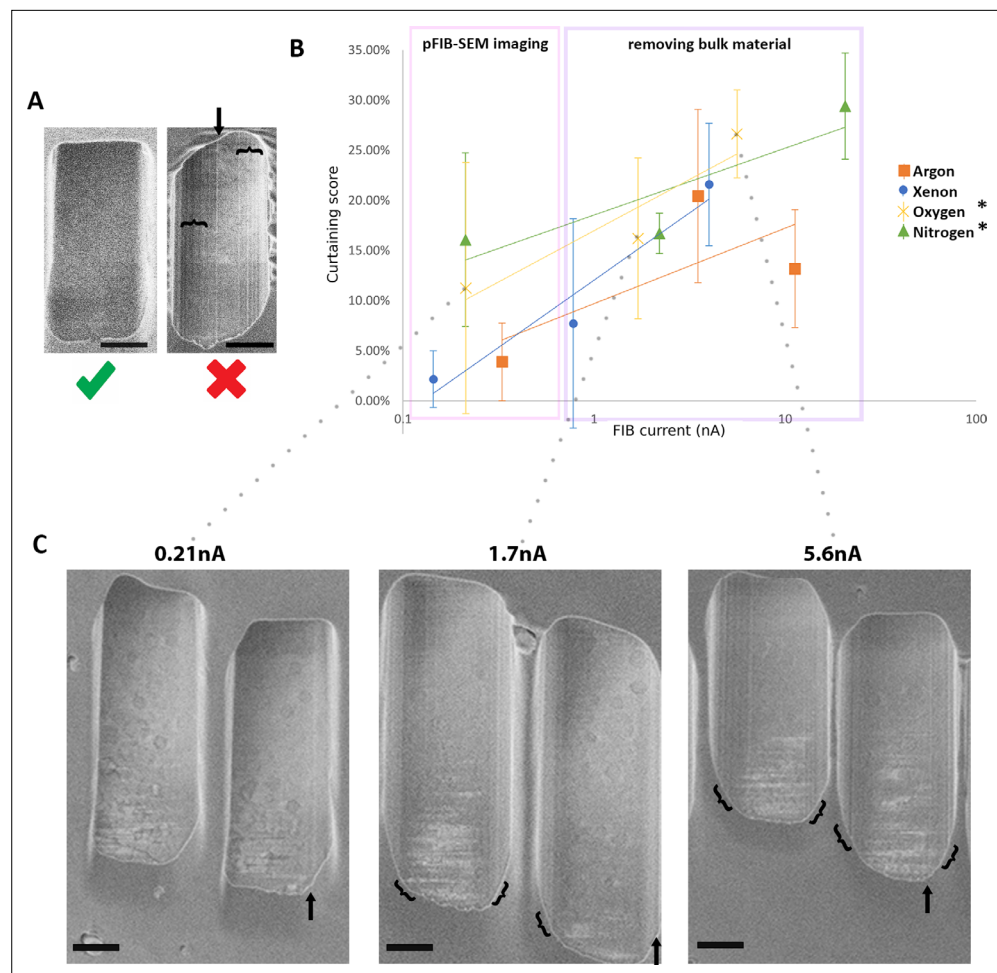 A
B
pFIB-SEM imaging
removing bulk material
35.00%
30.00%
25.00%
20.00%
15.00%
10.00%
5.00%
0.00%
Curtaining score
0.1
1
10
100
FIB current (nA)
Argon
Xenon
Oxygen *
Nitrogen *
C
0.21nA
1.7nA
5.6nA